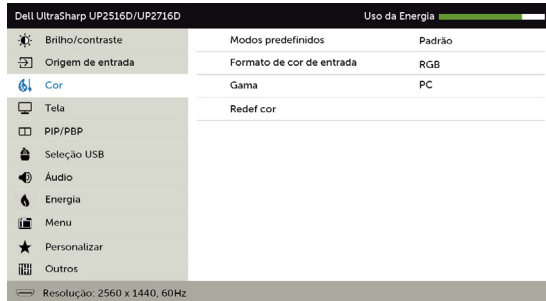 Dell UltraSharp UP2516D/UP2716D Uso da Energia
Brilho/contraste Modos predefinidos Padrão
Origem de entrada Formato de cor de entrada RGB
Cor Gama PC
Tela Redef cor
PIP/PBP
Seleção USB
Áudio
Energia
Menu
Personalizar
Outros
Resolução: 2560 x 1440, 60Hz